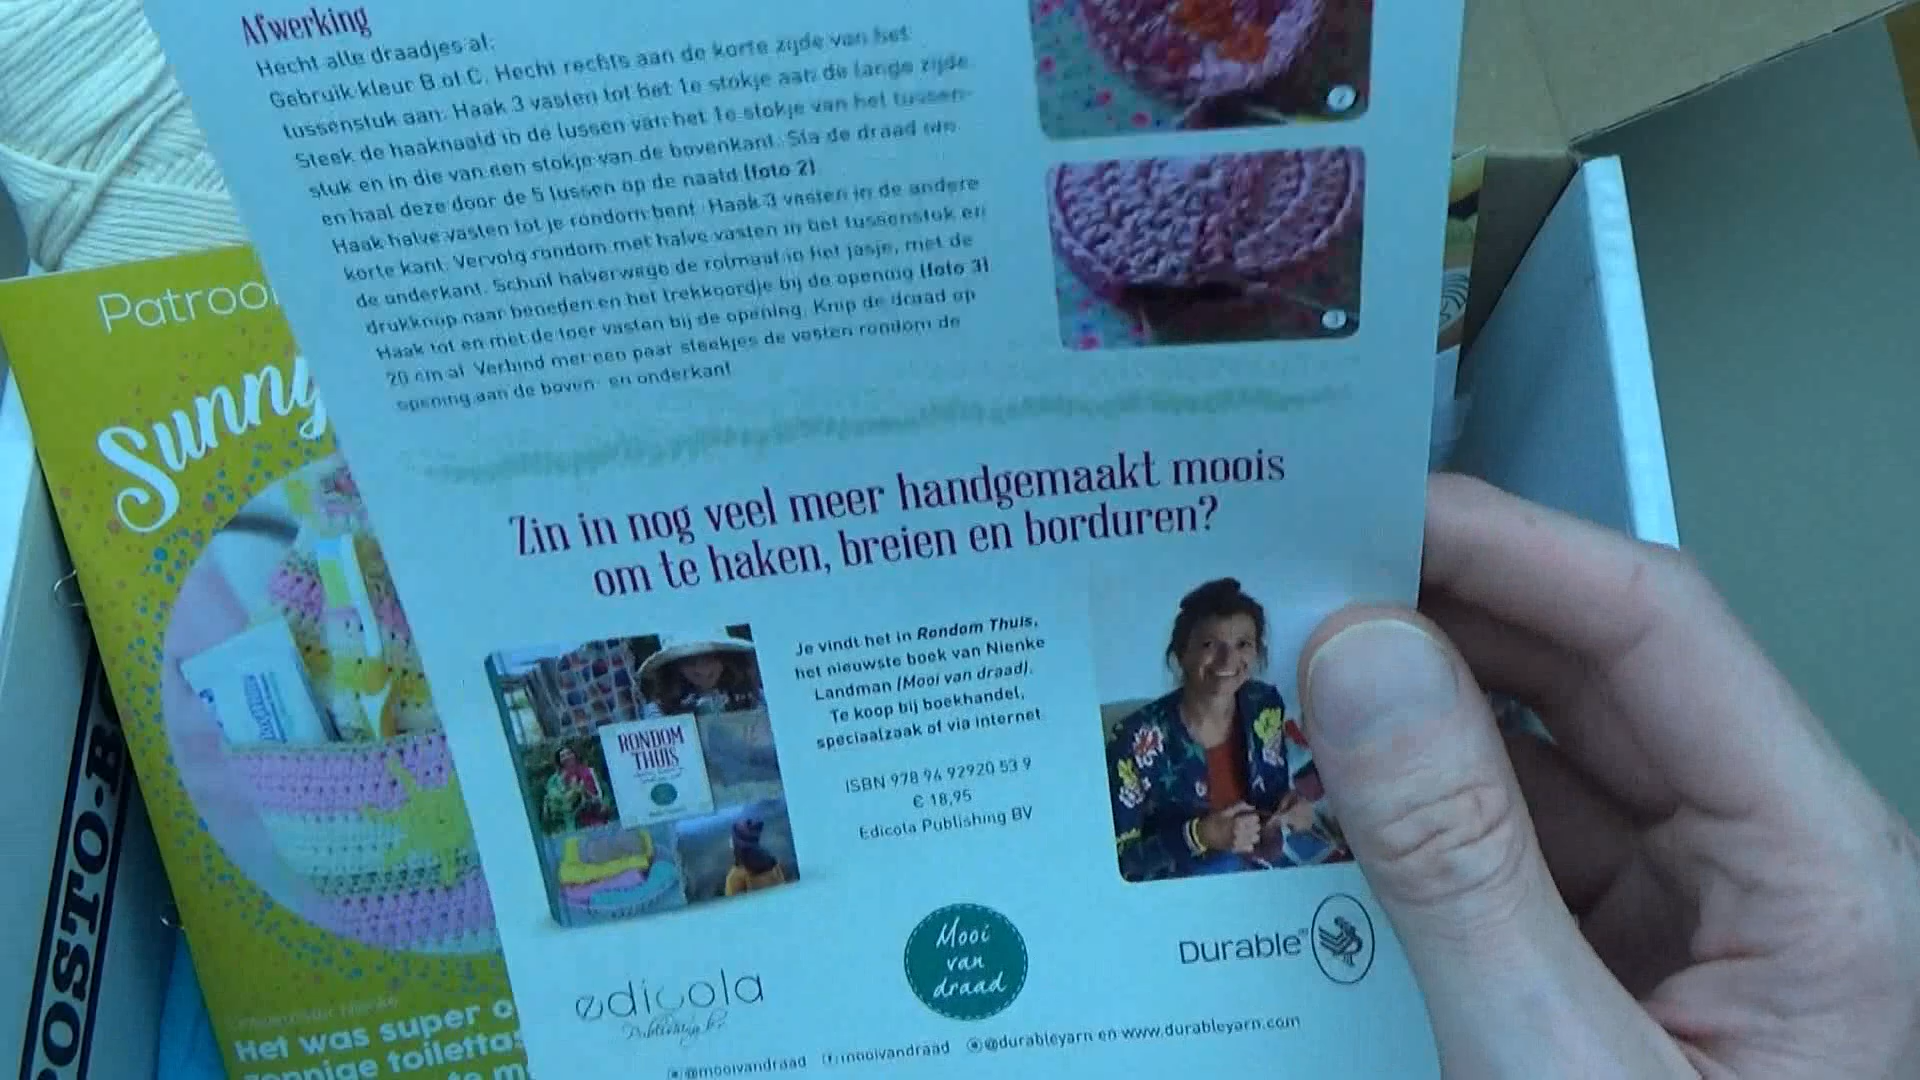 Afwerking
Hecht alle draadjes af.
Gebruik kleur B of C. Hecht rechts aan de korte zijde van het
tussenstuk aan. Haak 3 vasten tot het 1e stokje aan de lange zijde.
Steek de haaknaald in de lussen van het 1e stokje van het tussen-
stuk en in die van een stokje van de bovenkant. Sla de draad om
en haal deze door de 5 lussen op de naald (foto 2)
Haak halve vasten tot je rondom bent. Haak 3 vasten in de andere
korte kant. Vervolg rondom met halve vasten in het tussenstuk en
de onderkant. Schuif halverwege de rolmaat in het jasje, met de
drukknop naar beneden en het trekkoordje bij de opening (foto 3)
Haak tot en met de toer vasten bij de opening. Knip de draad op
20 cm af. Verbind met een paar steekjes de vasten rondom de
opening aan de boven- en onderkant
2
3
Zin in nog veel meer handgemaakt moois
om te haken, breien en borduren?
Je vindt het in Rondom Thuis,
het nieuwste boek van Nienke
Landman (Mooi van draad).
Te koop bij boekhandel,
speciaalzaak of via internet
ISBN 978 94 92920 53 9
€ 18,95
Edicola Publishing BV
RONDOM
THUIS
edicola
Publishing bv
Mooi
van
draad
Durable
@mooivandraad
mooivandraad
@durableyarn en www.durableyarn.com
Patroo
Sunny
Het was super o
zonnige toiletta
te m
POSTO-B